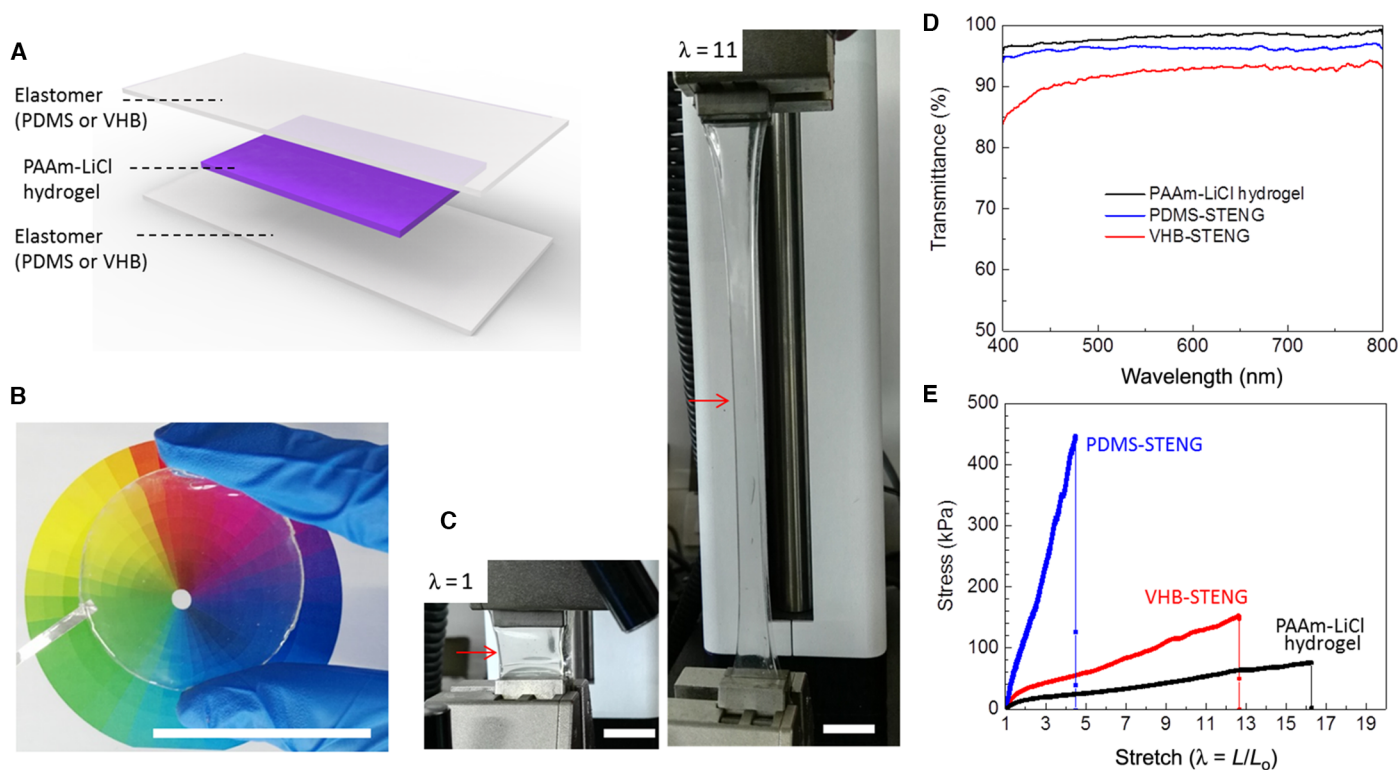 A
Elastomer
(PDMS or VHB)
PAAm-LiCl
hydrogel
Elastomer
(PDMS or VHB)
B
C
λ = 1
λ = 11
D
100
95
90
85
80
75
70
60
50
Transmittance (%)
PAAm-LiCl hydrogel
PDMS-STENG
VHB-STENG
400 500 600 700 800
Wavelength (nm)
E
500
400
300
200
100
0
Stress (kPa)
PDMS-STENG
VHB-STENG
PAAm-LiCl
hydrogel
1 3 5 7 9 11 13 15 17 19
Stretch (λ = L/Lo)